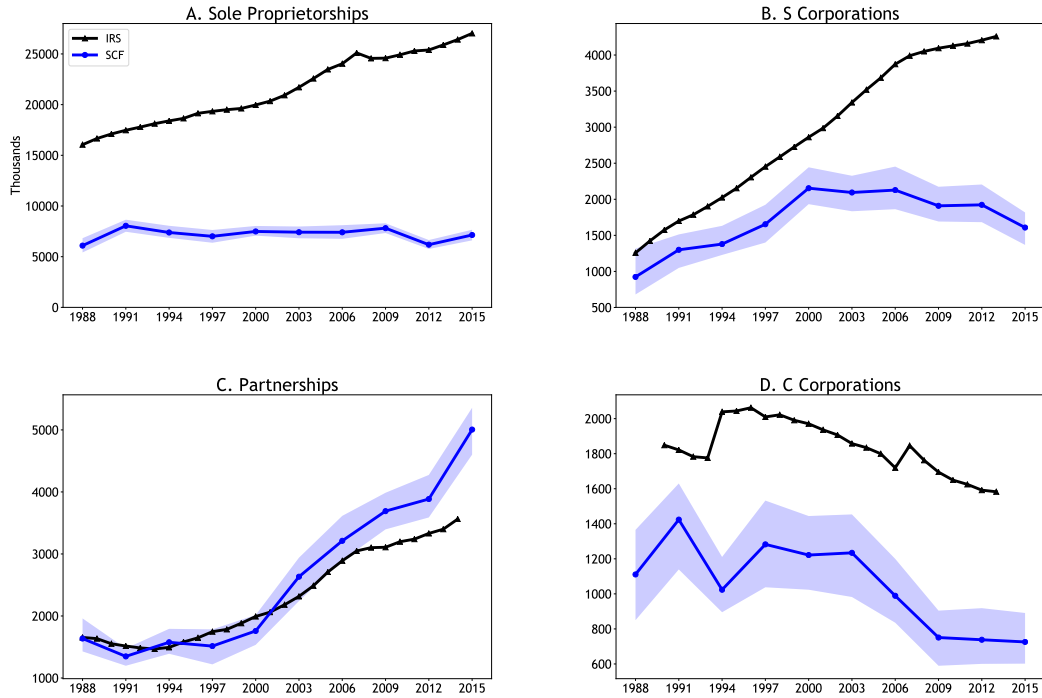 A. Sole Proprietorships
IRS
SCF
Thousands
25000
20000
15000
10000
5000
0
1988 1991 1994 1997 2000 2003 2006 2009 2012 2015
B. S Corporations
4000
3500
3000
2500
2000
1500
1000
500
1988 1991 1994 1997 2000 2003 2006 2009 2012 2015
C. Partnerships
5000
4000
3000
2000
1000
1988 1991 1994 1997 2000 2003 2006 2009 2012 2015
D. C Corporations
2000
1800
1600
1400
1200
1000
800
600
1988 1991 1994 1997 2000 2003 2006 2009 2012 2015